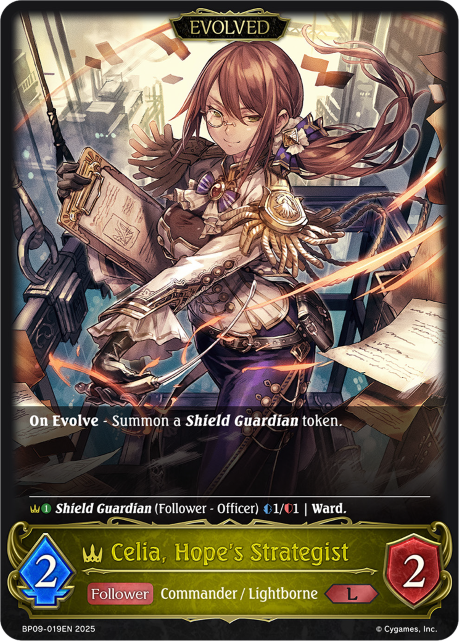 EVOLVED
On Evolve - Summon a Shield Guardian token.
1 Shield Guardian (Follower - Officer) 1/1 | Ward.
Celia, Hope's Strategist
2
Follower Commander / Lightborne L
2
BP09-019EN 2025 © Cygames, Inc.